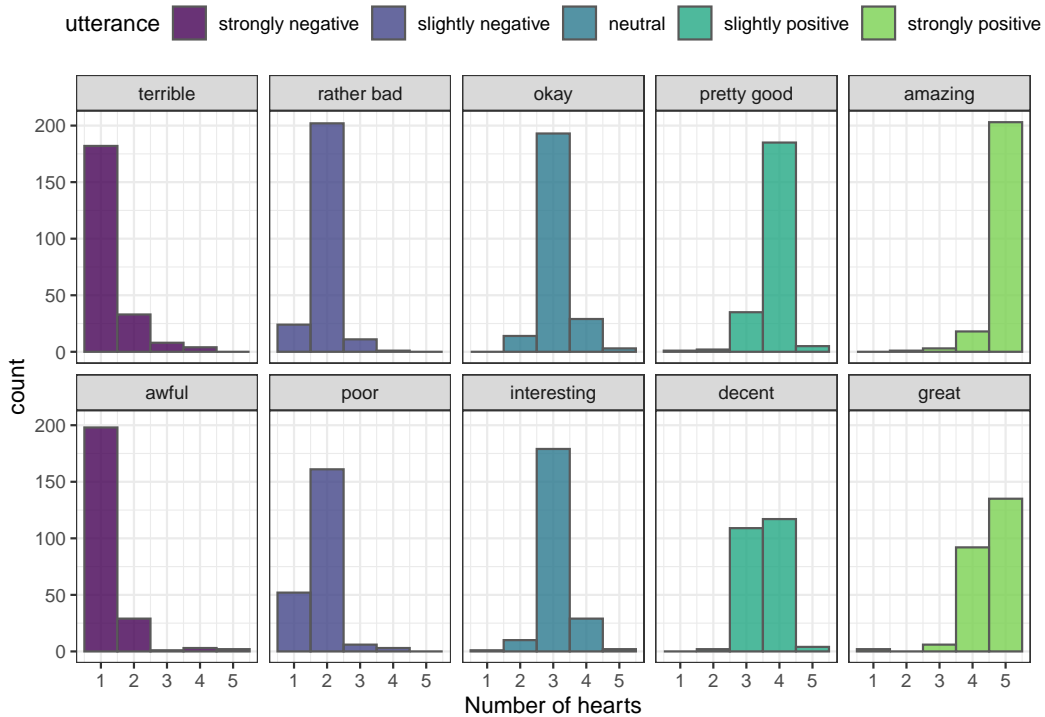 utterance strongly negative slightly negative neutral slightly positive strongly positive
terrible rather bad okay pretty good amazing
200
150
100
50
0
awful poor interesting decent great
200
150
100
50
0
count
1 2 3 4 5 1 2 3 4 5 1 2 3 4 5 1 2 3 4 5 1 2 3 4 5
Number of hearts